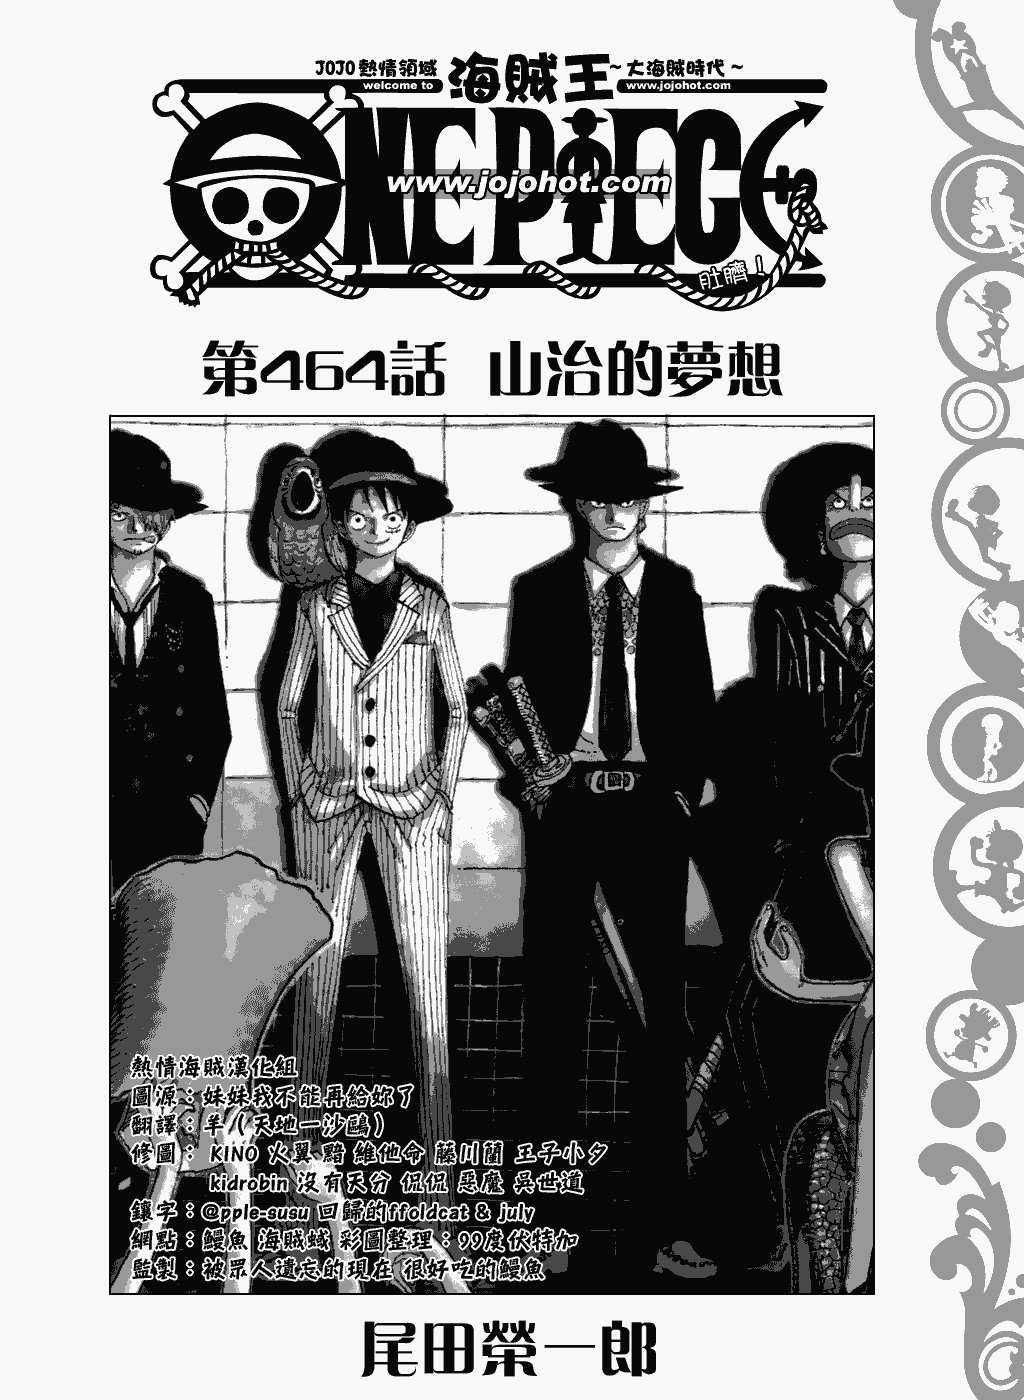 JOJO熱情領域 海賊王 ~大海賊時代~
welcome to www.jojohot.com
ONE PIECE
www.jojohot.com
肚臍!
第464話 山治的夢想
熱情海賊漢化組
圖源:妹妹我不能再給妳了
翻譯:羊(天地一沙鷗)
修圖: KINO 火翼 黯 維他命 藤川蘭 王子小夕
kidrobin 沒有天分 侃侃 惡魔 吳世道
鑲字:@pple-susu 回歸的ffoldcat & july
網點:鰻魚 海賊蜮 彩圖整理:99度伏特加
監製:被眾人遺忘的現在 很好吃的鰻魚
尾田榮一郎